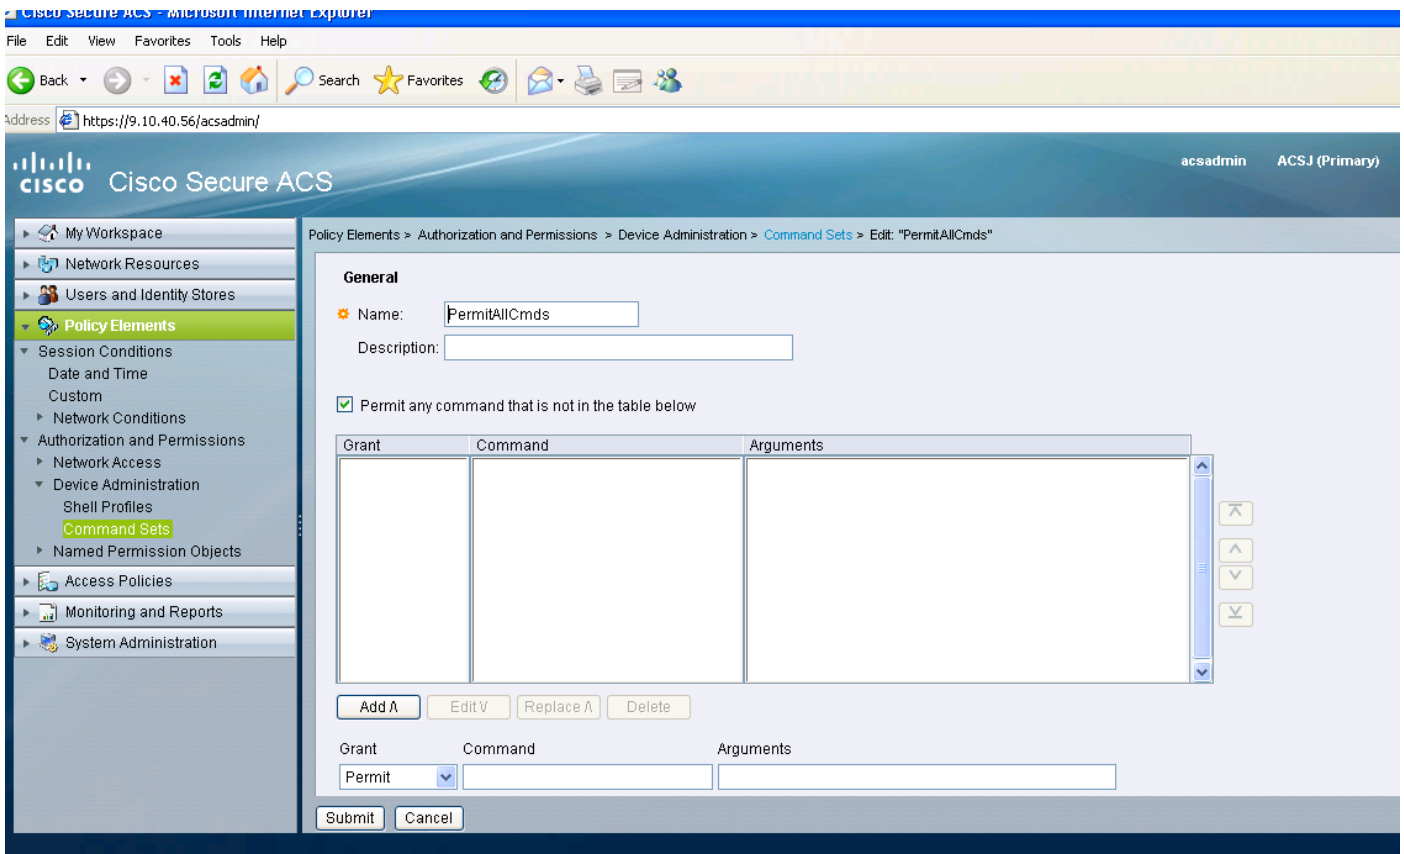 Cisco Secure ACS - Microsoft Internet Explorer
File Edit View Favorites Tools Help
Back Search Favorites
Address https://9.10.40.56/acsadmin/
cisco Cisco Secure ACS acsadmin ACSJ (Primary)
My Workspace
Network Resources
Users and Identity Stores
Policy Elements
Session Conditions
Date and Time
Custom
Network Conditions
Authorization and Permissions
Network Access
Device Administration
Shell Profiles
Command Sets
Named Permission Objects
Access Policies
Monitoring and Reports
System Administration
Policy Elements > Authorization and Permissions > Device Administration > Command Sets > Edit: "PermitAllCmds"
General
Name: PermitAllCmds
Description:
Permit any command that is not in the table below
Grant Command Arguments
Add Λ Edit V Replace Λ Delete
Grant Command Arguments
Permit
Submit Cancel